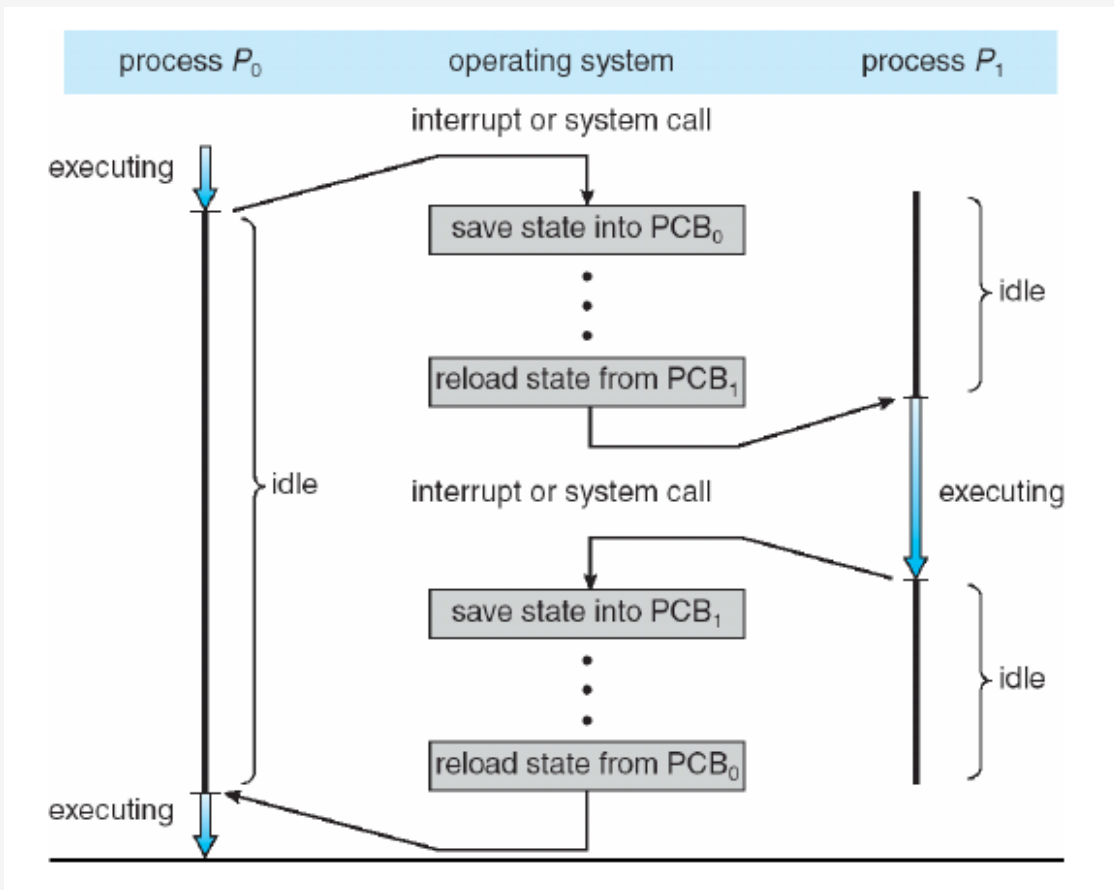 process P₀ operating system process P₁
interrupt or system call
executing
save state into PCB₀
idle
reload state from PCB₁
idle
interrupt or system call
executing
save state into PCB₁
idle
reload state from PCB₀
executing